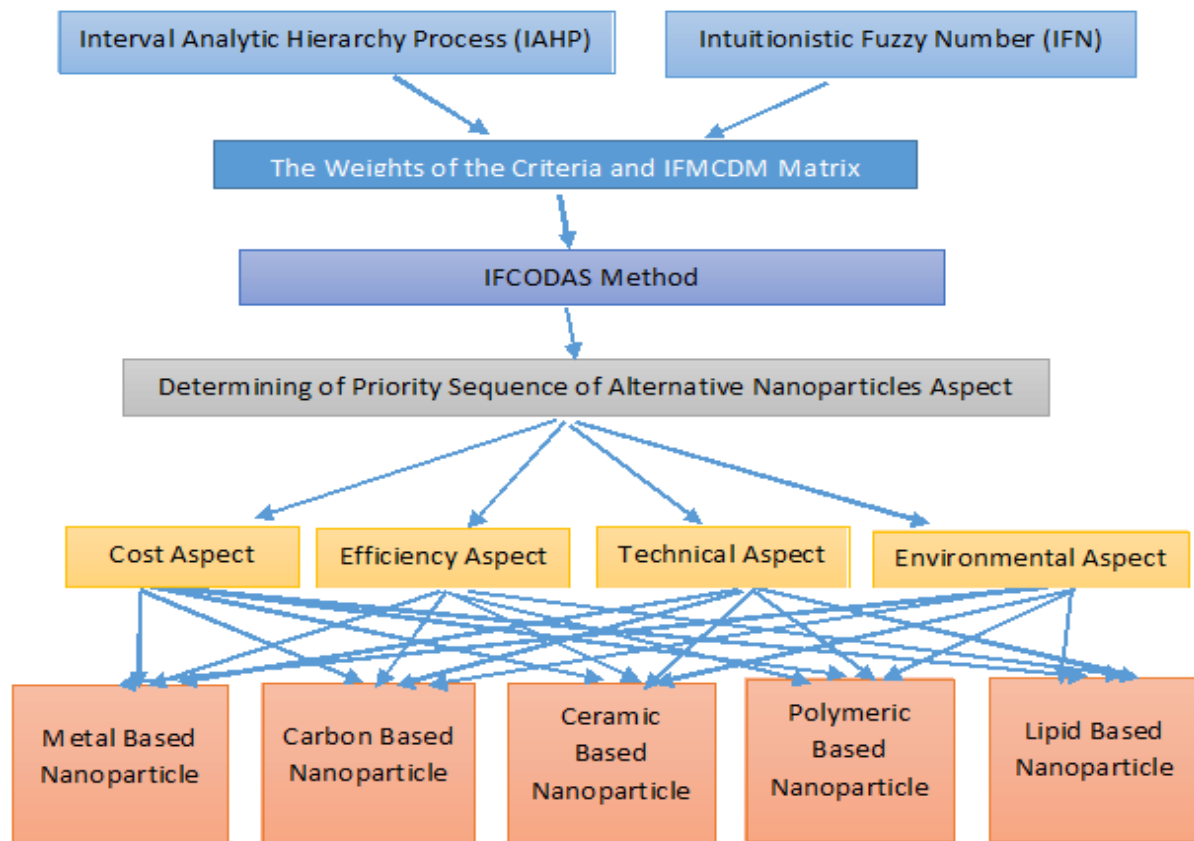 Interval Analytic Hierarchy Process (IAHP)
Intuitionistic Fuzzy Number (IFN)
The Weights of the Criteria and IFMCDM Matrix
IFCODAS Method
Determining of Priority Sequence of Alternative Nanoparticles Aspect
Cost Aspect
Efficiency Aspect
Technical Aspect
Environmental Aspect
Metal Based
Nanoparticle
Carbon Based
Nanoparticle
Ceramic
Based
Nanoparticle
Polymeric
Based
Nanoparticle
Lipid Based
Nanoparticle